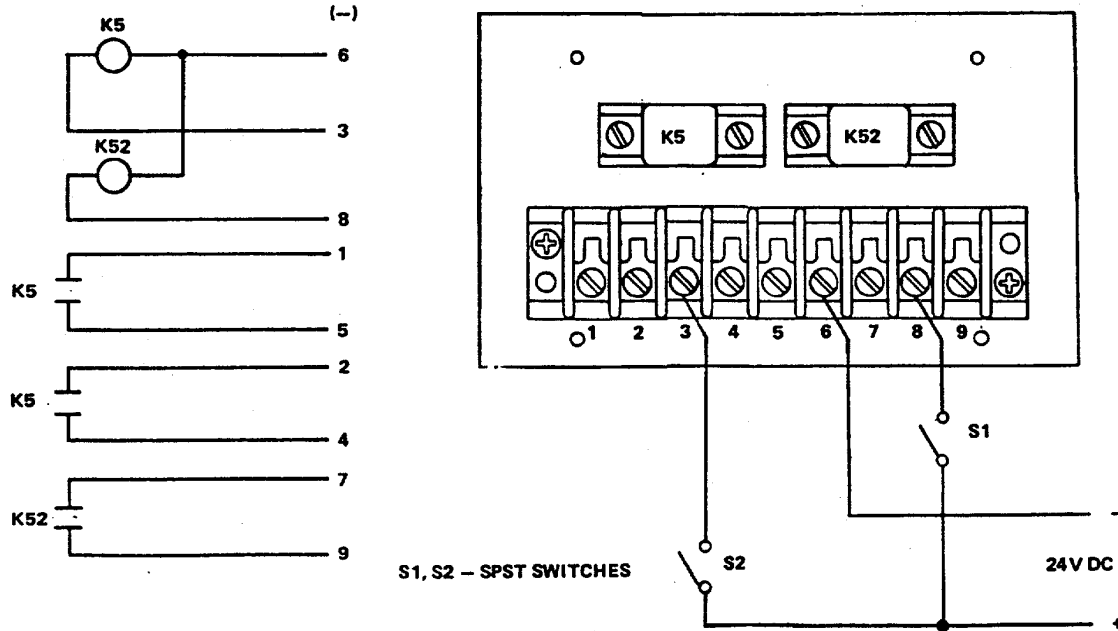 (−)
K5
6
3
K52
8
1
K5
5
2
K5
4
7
K52
9
K5 K52
1 2 3 4 5 6 7 8 9
S1
−
S2
24V DC
S1, S2 — SPST SWITCHES
+